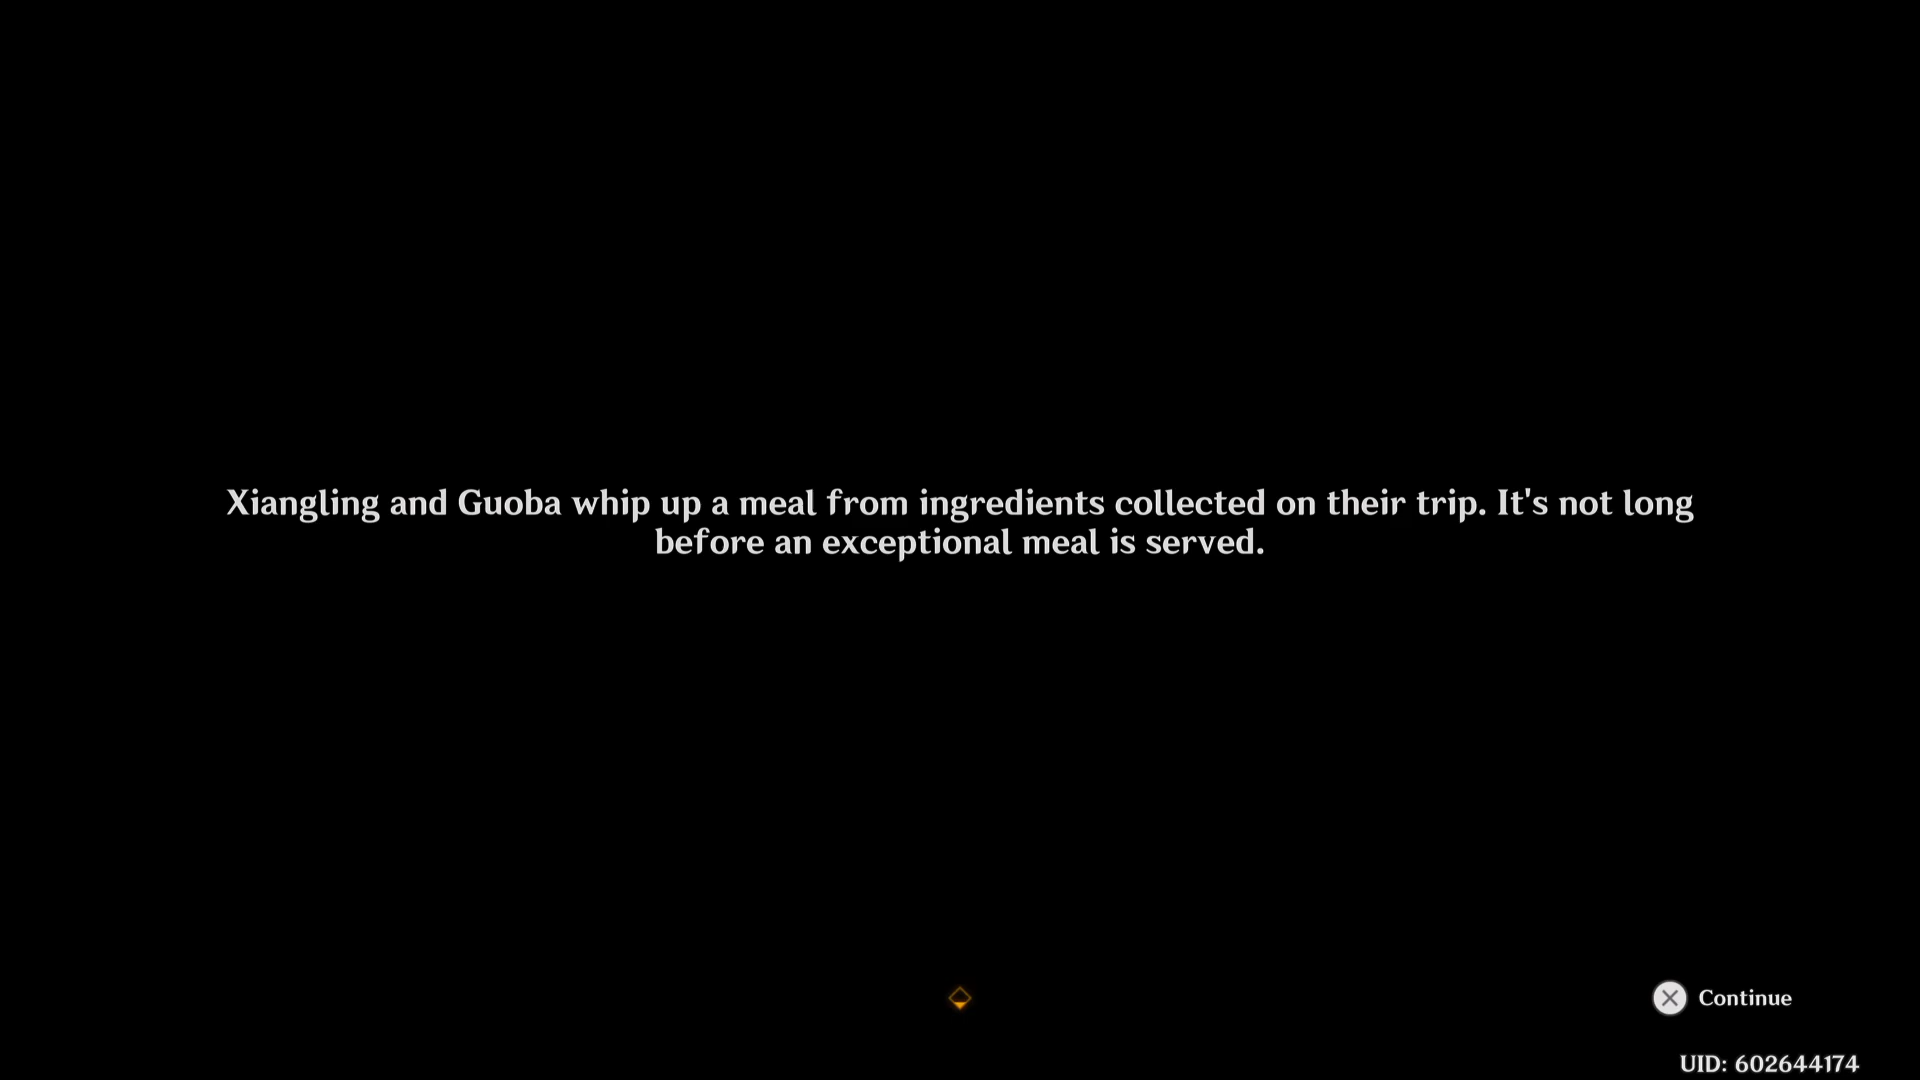 Xiangling and Guoba whip up a meal from ingredients collected on their trip. It's not long
before an exceptional meal is served.
Continue
UID: 602644174